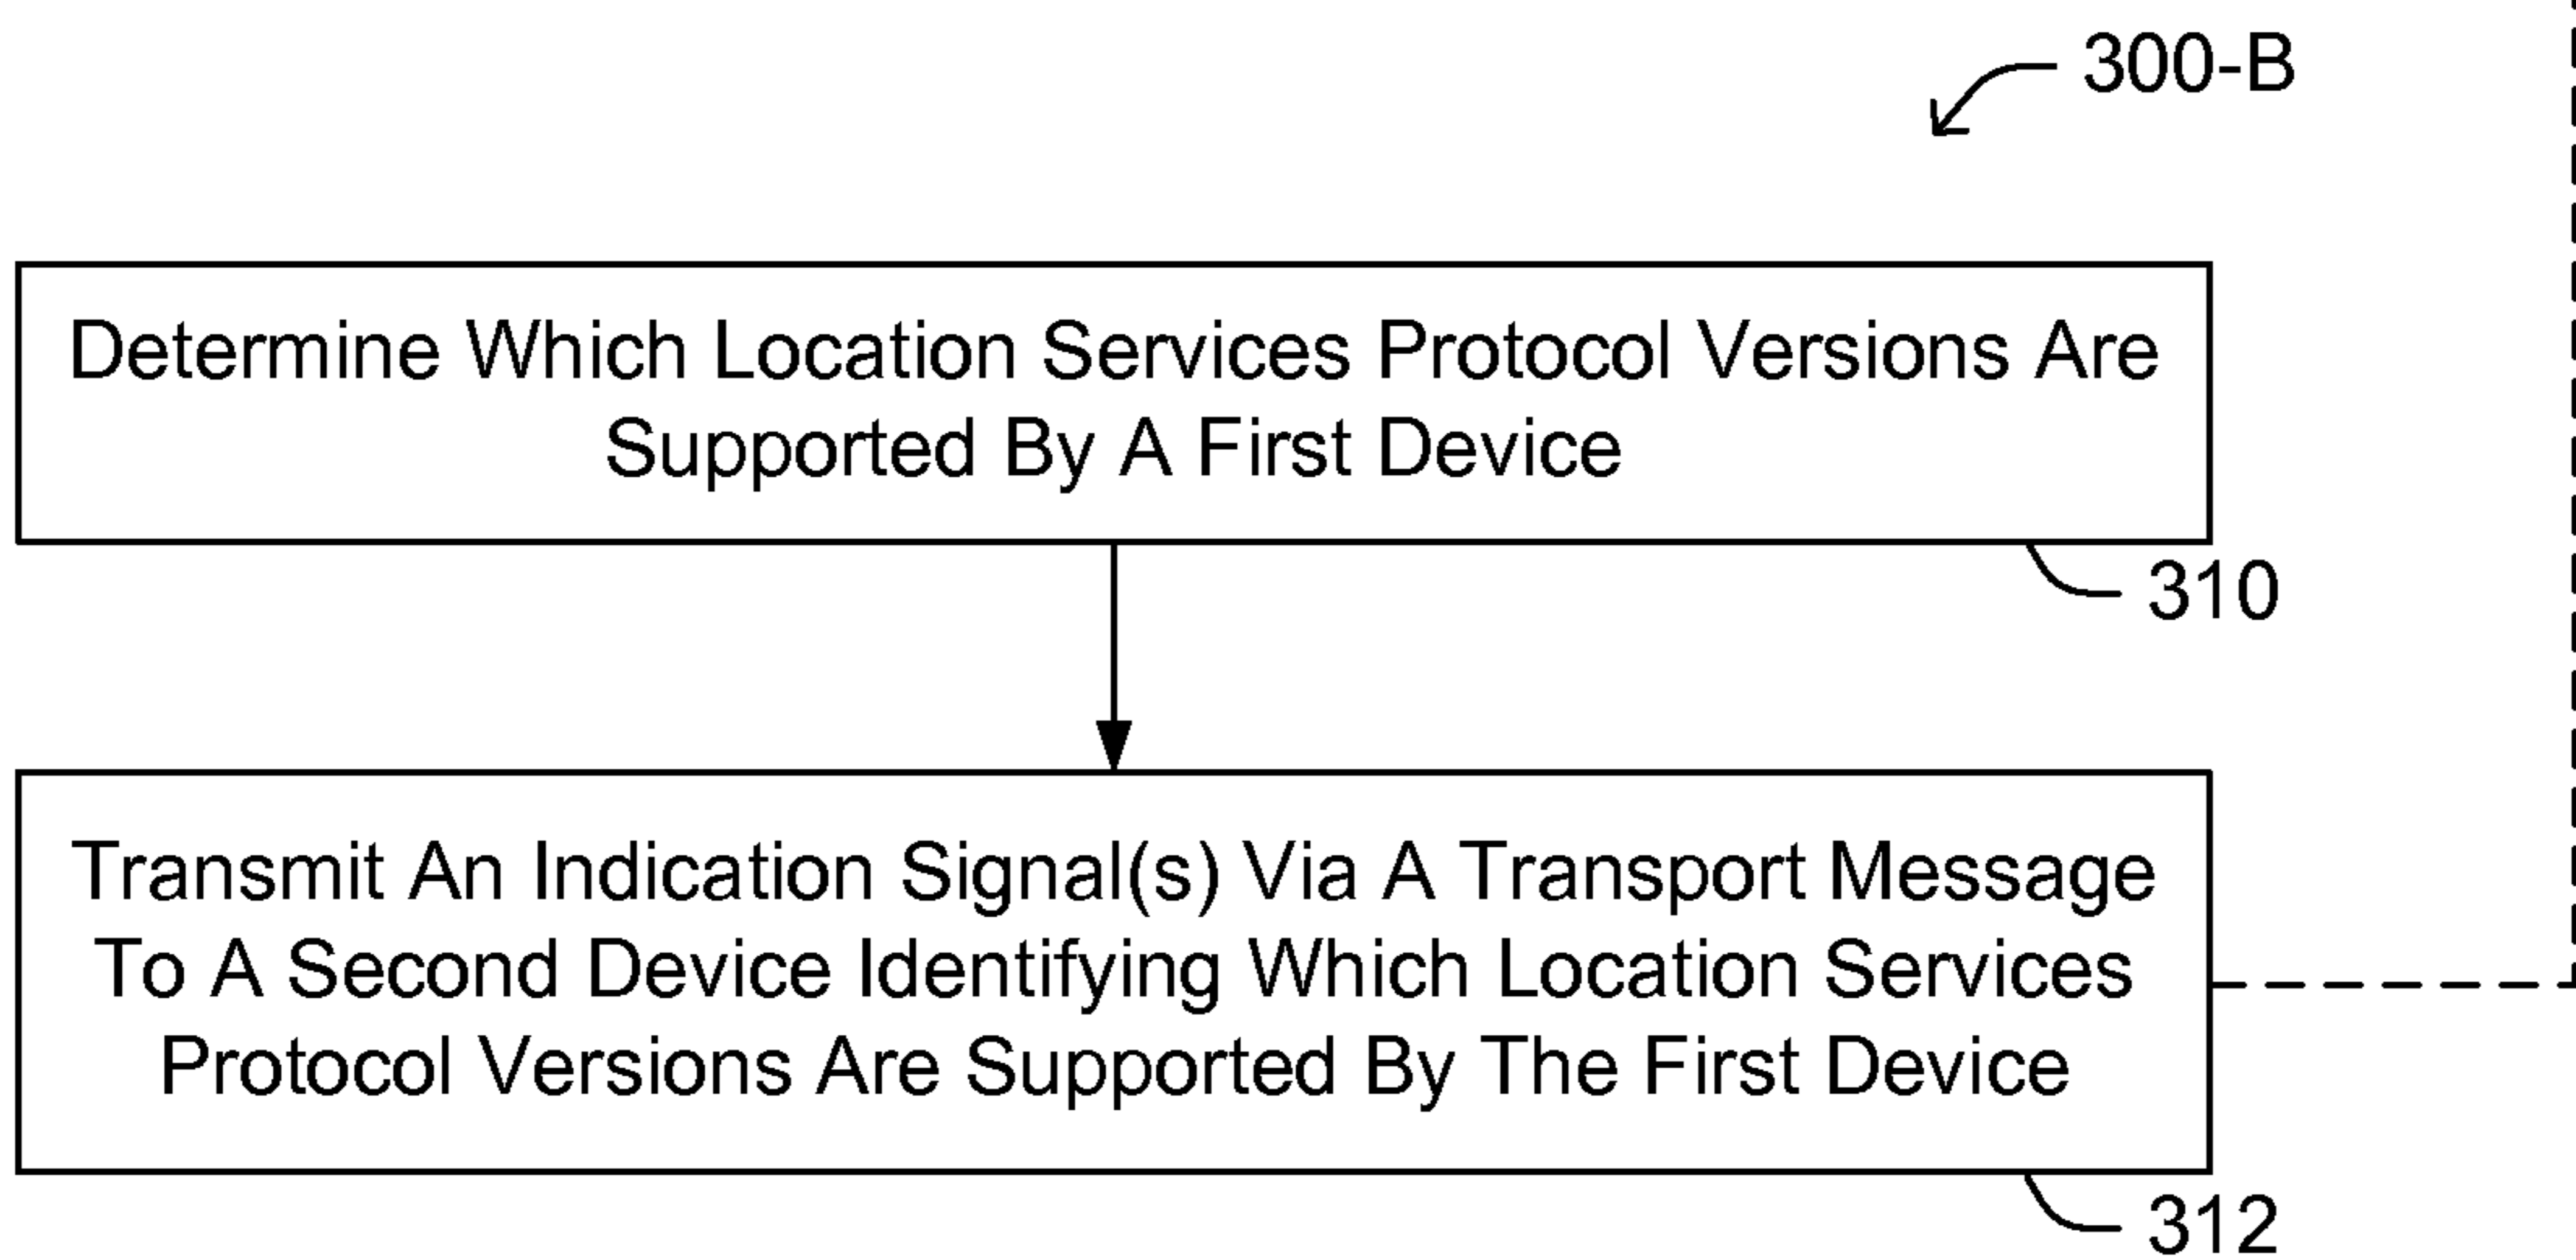 300-B
Determine Which Location Services Protocol Versions Are
Supported By A First Device
310
Transmit An Indication Signal(s) Via A Transport Message
To A Second Device Identifying Which Location Services
Protocol Versions Are Supported By The First Device
312